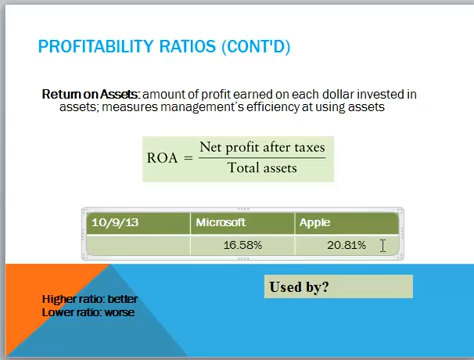 PROFITABILITY RATIOS (CONT'D)
Return on Assets: amount of profit earned on each dollar invested in
assets; measures management's efficiency at using assets
ROA = Net profit after taxes
Total assets
10/9/13 Microsoft Apple
16.58% 20.81%
Used by?
Higher ratio: better
Lower ratio: worse